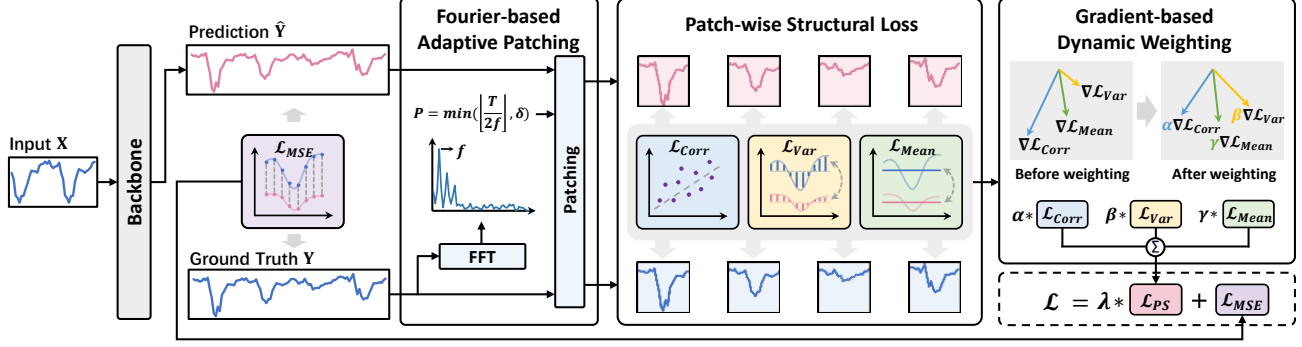 Input X
Backbone
Prediction Ŷ
ℒ_MSE
Ground Truth Y
Fourier-based
Adaptive Patching
P = min(⌊T/2f⌋, δ)
f
FFT
Patching
Patch-wise Structural Loss
ℒ_Corr
ℒ_Var
ℒ_Mean
Gradient-based
Dynamic Weighting
∇ℒ_Var
∇ℒ_Mean
∇ℒ_Corr
Before weighting
β∇ℒ_Var
α∇ℒ_Corr
γ∇ℒ_Mean
After weighting
α* ℒ_Corr β* ℒ_Var γ* ℒ_Mean
Σ
ℒ = λ* ℒ_PS + ℒ_MSE